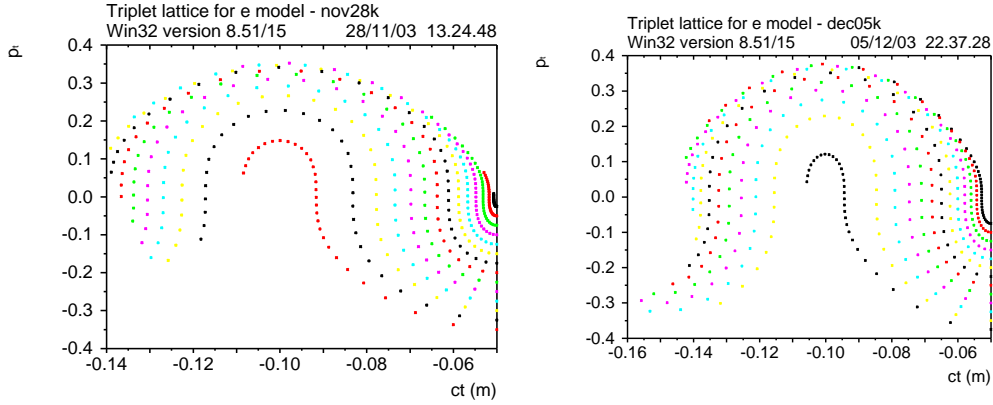 Triplet lattice for e model - nov28k
Win32 version 8.51/15 28/11/03 13.24.48
0.4
0.3
0.2
0.1
0.0
-0.1
-0.2
-0.3
-0.4
-0.14 -0.12 -0.10 -0.08 -0.06
ct (m)
Triplet lattice for e model - dec05k
Win32 version 8.51/15 05/12/03 22.37.28
0.4
0.3
0.2
0.1
0.0
-0.1
-0.2
-0.3
-0.4
-0.16 -0.14 -0.12 -0.10 -0.08 -0.06
ct (m)